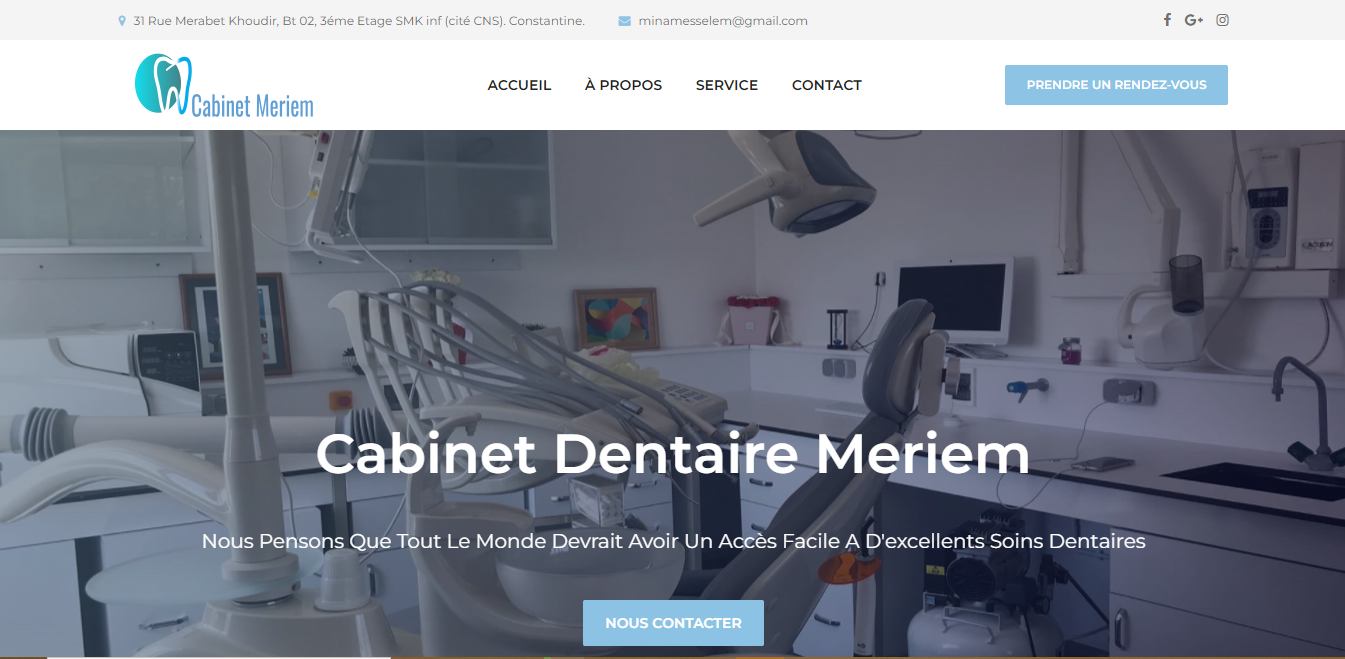 31 Rue Merabet Khoudir, Bt 02, 3éme Etage SMK inf (cité CNS). Constantine. minamesselem@gmail.com
Cabinet Meriem
ACCUEIL À PROPOS SERVICE CONTACT
PRENDRE UN RENDEZ-VOUS
Cabinet Dentaire Meriem
Nous Pensons Que Tout Le Monde Devrait Avoir Un Accès Facile A D'excellents Soins Dentaires
NOUS CONTACTER